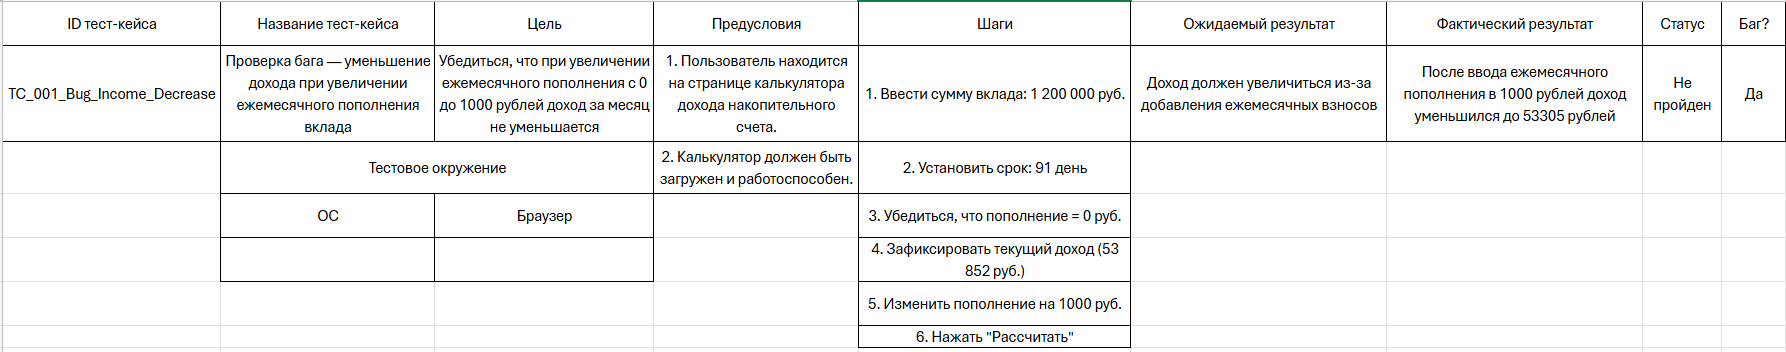 ID тест-кейса
Название тест-кейса
Цель
Предусловия
Шаги
Ожидаемый результат
Фактический результат
Статус
Баг?
TC_001_Bug_Income_Decrease
Проверка бага — уменьшение
дохода при увеличении
ежемесячного пополнения
вклада
Убедиться, что при увеличении
ежемесячного пополнения с 0
до 1000 рублей доход за месяц
не уменьшается
1. Пользователь находится
на странице калькулятора
дохода накопительного
счета.
1. Ввести сумму вклада: 1 200 000 руб.
Доход должен увеличиться из-за
добавления ежемесячных взносов
После ввода ежемесячного
пополнения в 1000 рублей доход
уменьшился до 53305 рублей
Не
пройден
Да
Тестовое окружение
2. Калькулятор должен быть
загружен и работоспособен.
2. Установить срок: 91 день
ОС
Браузер
3. Убедиться, что пополнение = 0 руб.
4. Зафиксировать текущий доход (53
852 руб.)
5. Изменить пополнение на 1000 руб.
6. Нажать "Рассчитать"